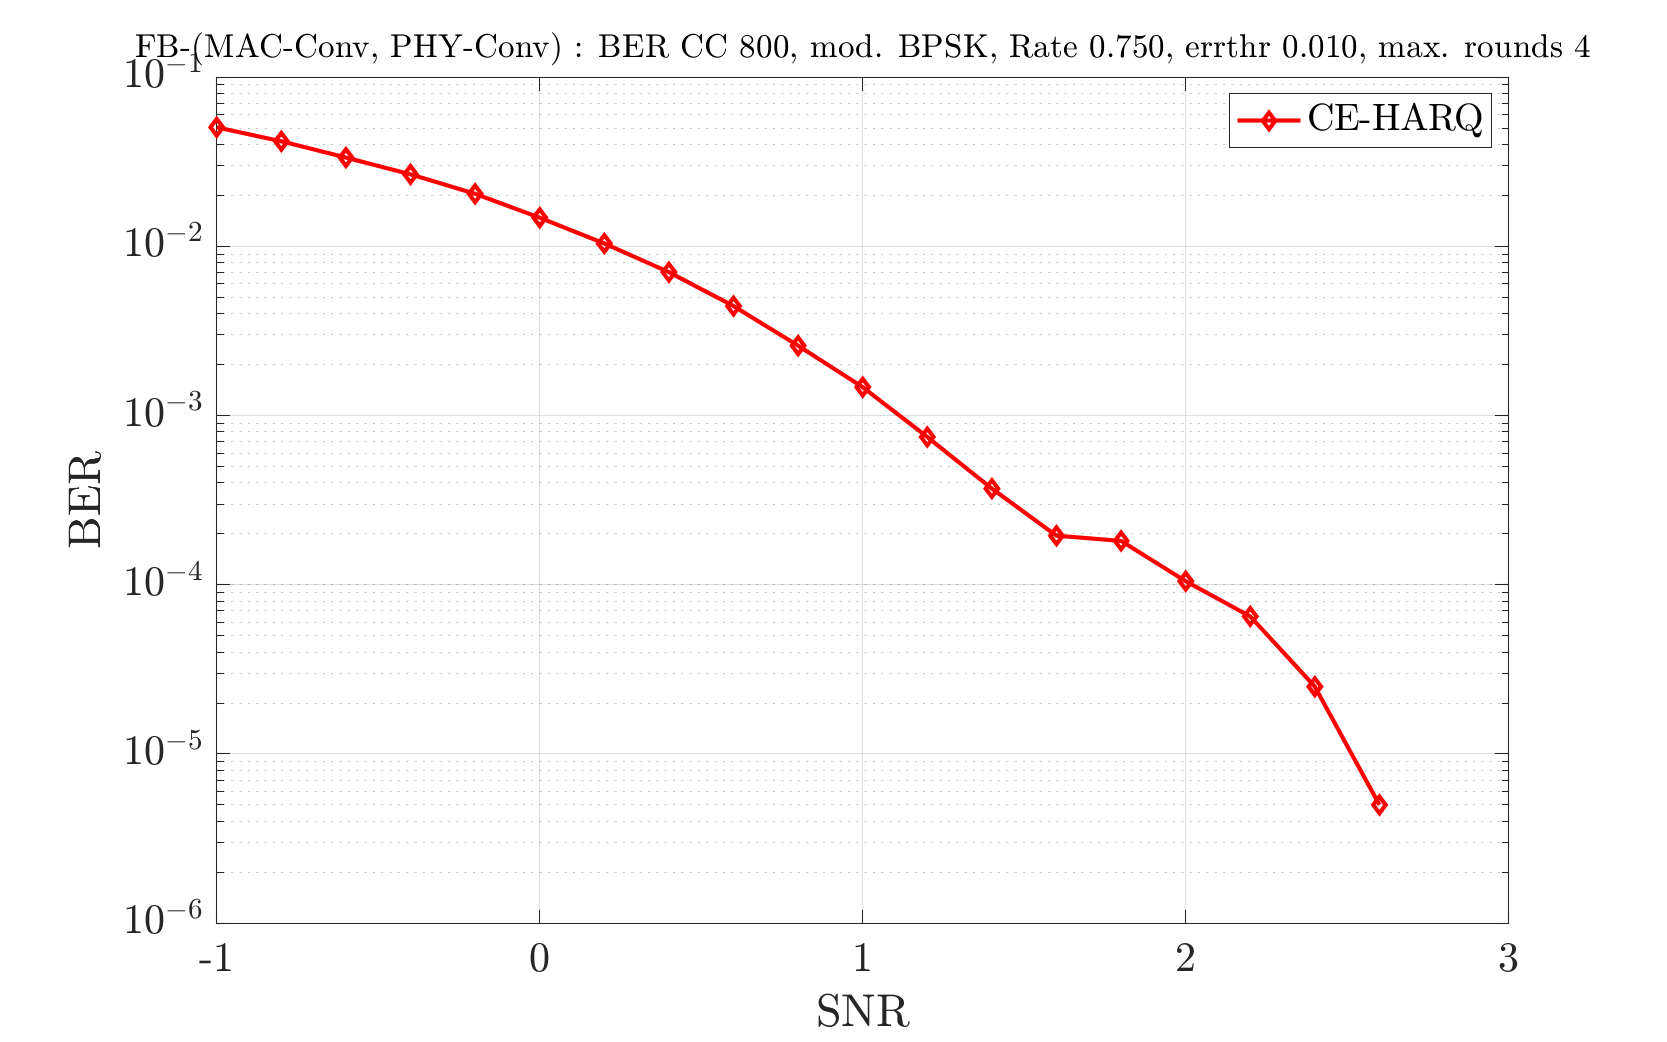 FB-(MAC-Conv, PHY-Conv) : BER CC 800, mod. BPSK, Rate 0.750, errthr 0.010, max. rounds 4
10⁻¹
CE-HARQ
10⁻²
10⁻³
BER
10⁻⁴
10⁻⁵
10⁻⁶
-1 0 1 2 3
SNR